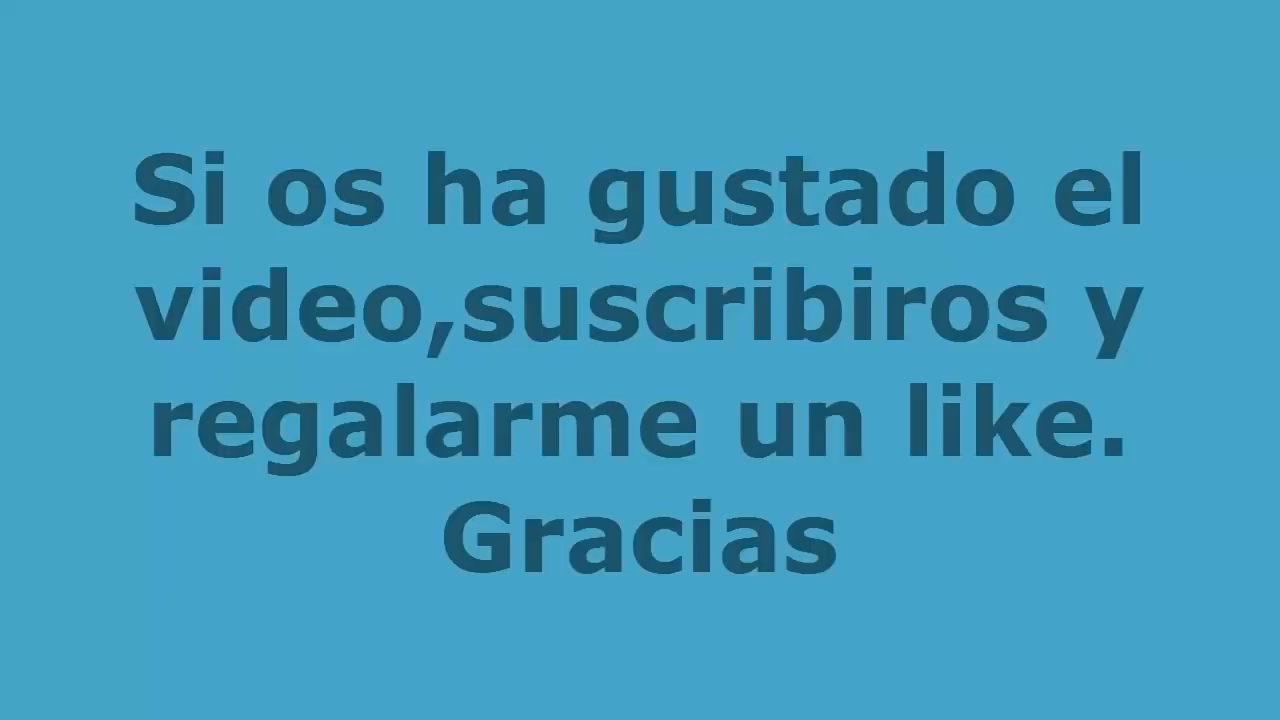 Si os ha gustado el
video,suscribiros y
regalarme un like.
Gracias